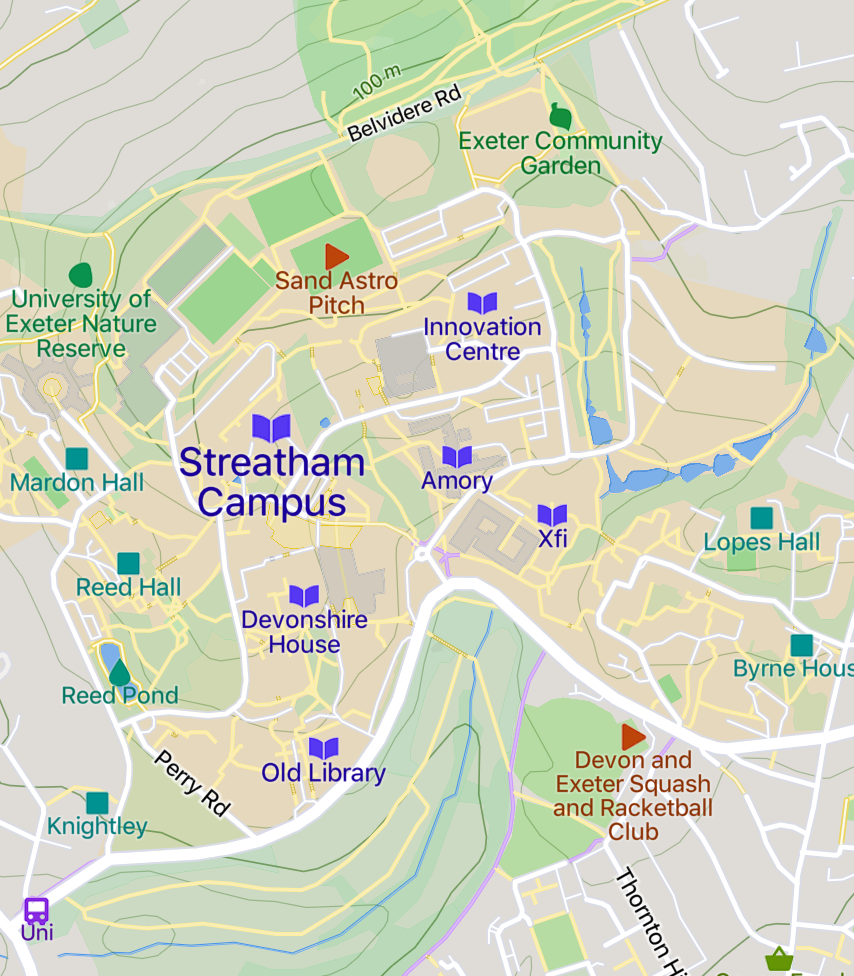 100 m
Belvidere Rd
Exeter Community
Garden
Sand Astro
Pitch
University of
Exeter Nature
Reserve
Innovation
Centre
Streatham
Campus
Mardon Hall
Amory
Xfi
Lopes Hall
Reed Hall
Devonshire
House
Byrne Hous
Reed Pond
Old Library
Devon and
Exeter Squash
and Racketball
Club
Perry Rd
Knightley
Thornton Hi
Uni